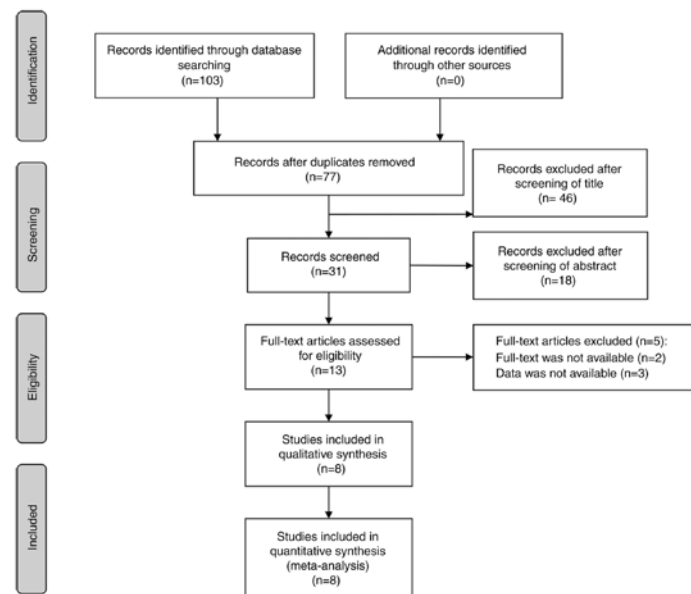 Identification
Records identified through database
searching
(n=103)
Additional records identified
through other sources
(n=0)
Records after duplicates removed
(n=77)
Records excluded after
screening of title
(n= 46)
Screening
Records screened
(n=31)
Records excluded after
screening of abstract
(n=18)
Eligibility
Full-text articles assessed
for eligibility
(n=13)
Full-text articles excluded (n=5):
Full-text was not available (n=2)
Data was not available (n=3)
Studies included in
qualitative synthesis
(n=8)
Included
Studies included in
quantitative synthesis
(meta-analysis)
(n=8)